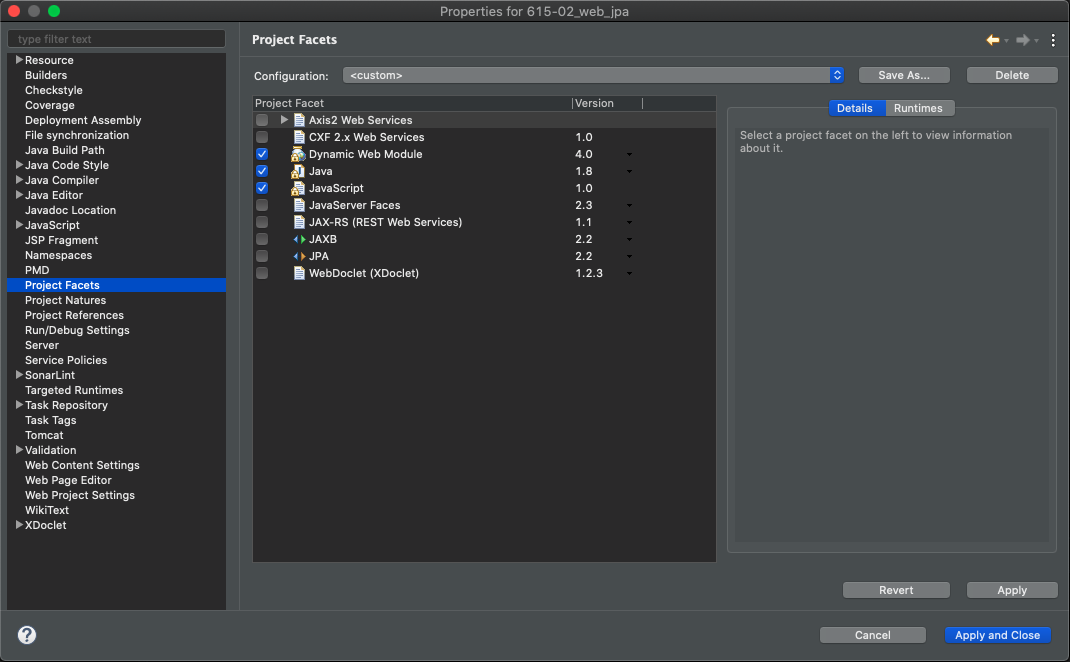 Properties for 615-02_web_jpa
type filter text
Resource
Builders
Checkstyle
Coverage
Deployment Assembly
File synchronization
Java Build Path
Java Code Style
Java Compiler
Java Editor
Javadoc Location
JavaScript
JSP Fragment
Namespaces
PMD
Project Facets
Project Natures
Project References
Run/Debug Settings
Server
Service Policies
SonarLint
Targeted Runtimes
Task Repository
Task Tags
Tomcat
Validation
Web Content Settings
Web Page Editor
Web Project Settings
WikiText
XDoclet
Project Facets
Configuration: <custom> Save As... Delete
Project Facet Version
Axis2 Web Services
CXF 2.x Web Services 1.0
Dynamic Web Module 4.0
Java 1.8
JavaScript 1.0
JavaServer Faces 2.3
JAX-RS (REST Web Services) 1.1
JAXB 2.2
JPA 2.2
WebDoclet (XDoclet) 1.2.3
Details Runtimes
Select a project facet on the left to view information
about it.
Revert Apply
? Cancel Apply and Close